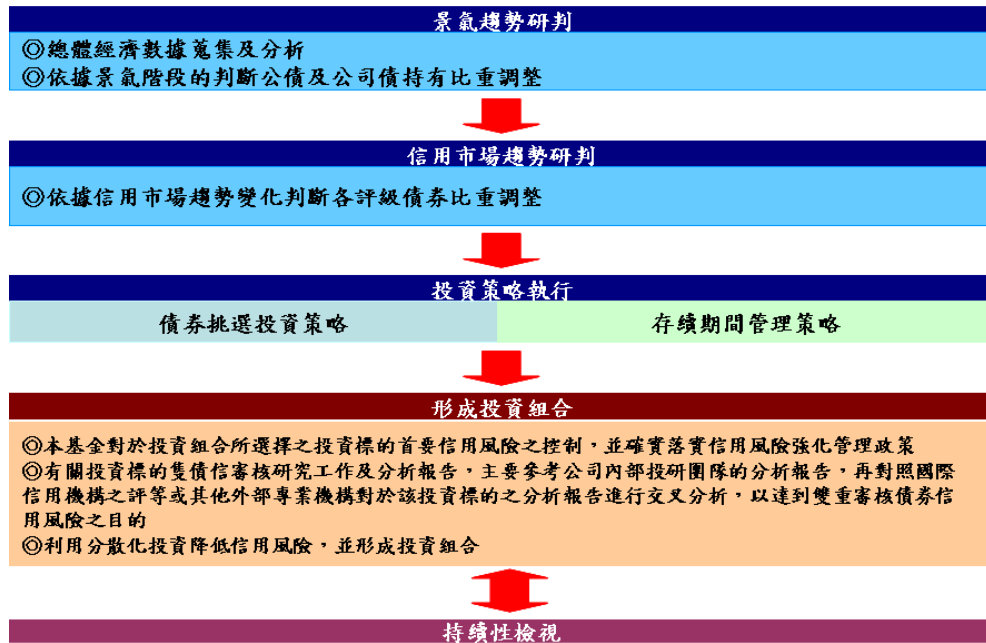 景氣趨勢研判
◎總體經濟數據蒐集及分析
◎依據景氣階段的判斷公債及公司債持有比重調整
信用市場趨勢研判
◎依據信用市場趨勢變化判斷各評級債券比重調整
投資策略執行
債券挑選投資策略
存續期間管理策略
形成投資組合
◎本基金對於投資組合所選擇之投資標的首要信用風險之控制，並確實落實信用風險強化管理政策
◎有關投資標的雙債信審核研究工作及分析報告，主要參考公司內部投研團隊的分析報告，再對照國際
信用機構之評等或其他外部專業機構對於該投資標的之分析報告進行交叉分析，以達到雙重審核債券信
用風險之目的
◎利用分散化投資降低信用風險，並形成投資組合
持續性檢視